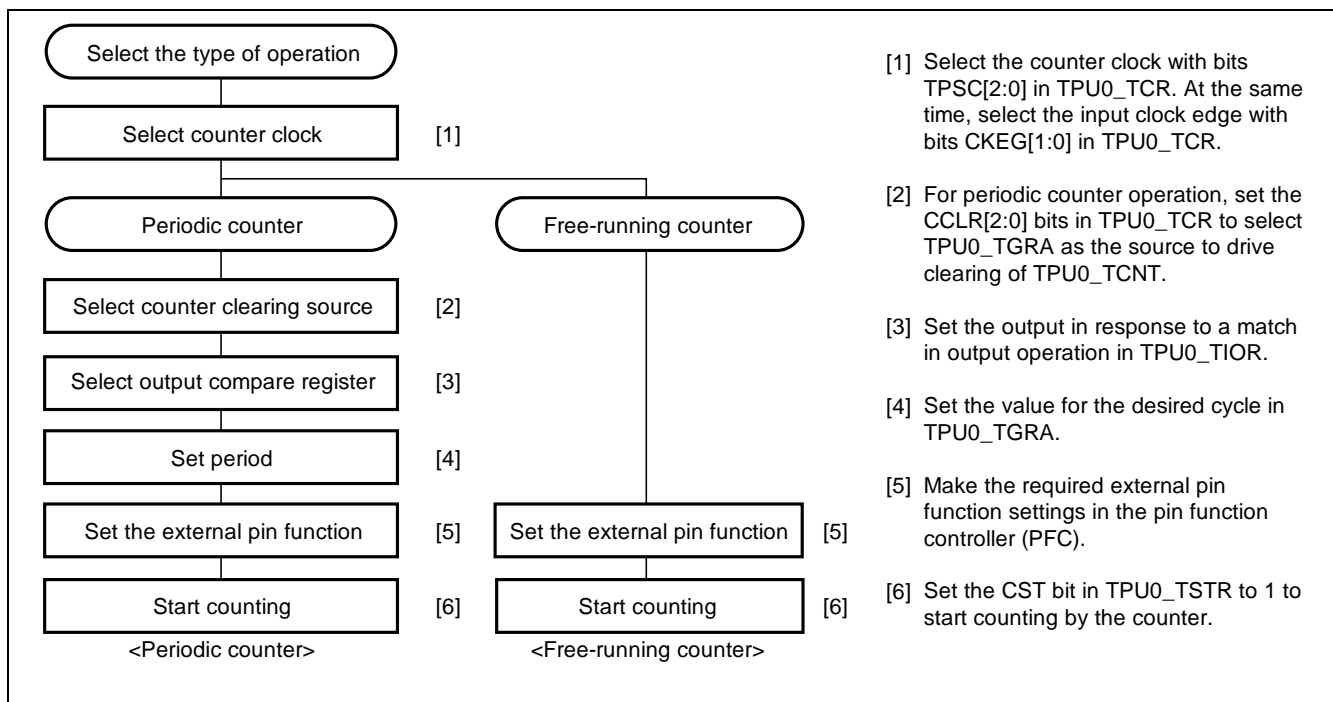 Select the type of operation
Select counter clock [1]
Periodic counter Free-running counter
Select counter clearing source [2]
Select output compare register [3]
Set period [4]
Set the external pin function [5] Set the external pin function [5]
Start counting [6] Start counting [6]
<Periodic counter> <Free-running counter>
[1] Select the counter clock with bits
TPSC[2:0] in TPU0_TCR. At the same
time, select the input clock edge with
bits CKEG[1:0] in TPU0_TCR.
[2] For periodic counter operation, set the
CCLR[2:0] bits in TPU0_TCR to select
TPU0_TGRA as the source to drive
clearing of TPU0_TCNT.
[3] Set the output in response to a match
in output operation in TPU0_TIOR.
[4] Set the value for the desired cycle in
TPU0_TGRA.
[5] Make the required external pin
function settings in the pin function
controller (PFC).
[6] Set the CST bit in TPU0_TSTR to 1 to
start counting by the counter.